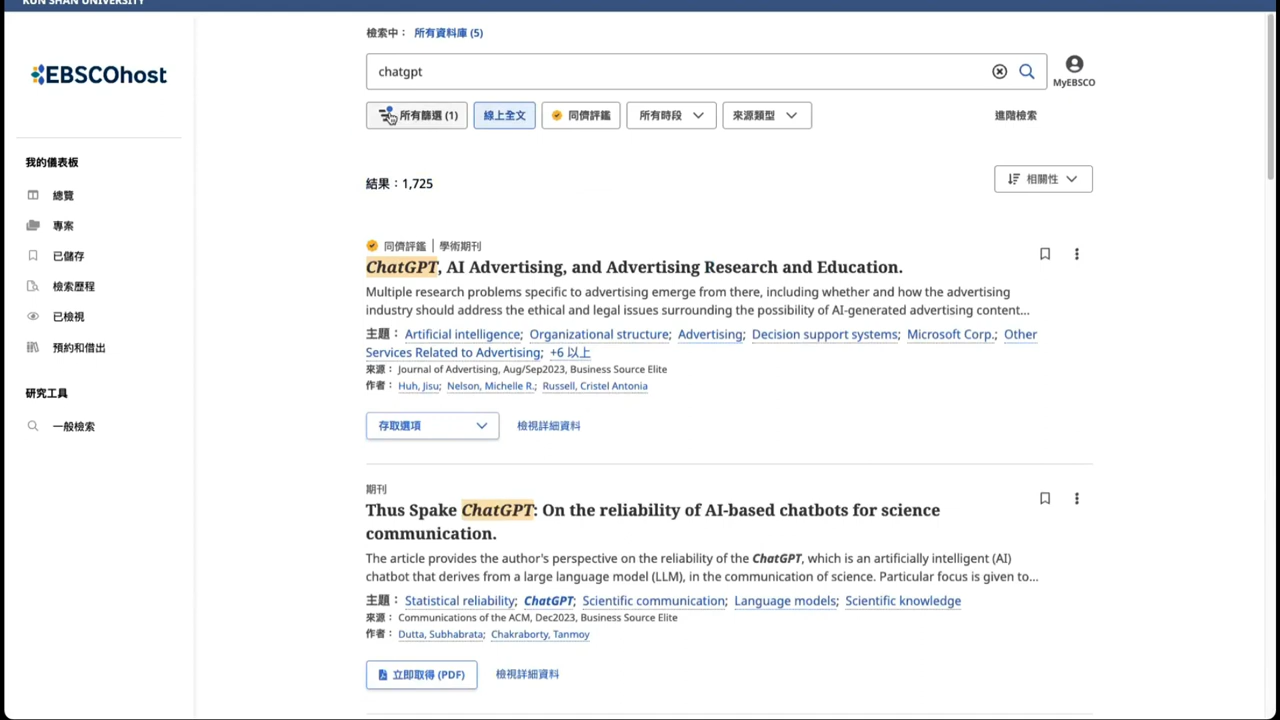 KUN SHAN UNIVERSITY
檢索中： 所有資料庫 (5)
EBSCOhost
chatgpt
MyEBSCO
所有篩選 (1) 線上全文 同儕評鑑 所有時段 來源類型 進階檢索
我的儀表板
總覽
專案
已儲存
檢索歷程
已檢視
預約和借出
研究工具
一般檢索
結果：1,725 相關性
同儕評鑑 | 學術期刊
ChatGPT, AI Advertising, and Advertising Research and Education.
Multiple research problems specific to advertising emerge from there, including whether and how the advertising
industry should address the ethical and legal issues surrounding the possibility of AI-generated advertising content...
主題： Artificial intelligence; Organizational structure; Advertising; Decision support systems; Microsoft Corp.; Other
Services Related to Advertising; +6 以上
來源： Journal of Advertising, Aug/Sep2023, Business Source Elite
作者： Huh, Jisu; Nelson, Michelle R.; Russell, Cristel Antonia
存取選項 檢視詳細資料
期刊
Thus Spake ChatGPT: On the reliability of AI-based chatbots for science
communication.
The article provides the author's perspective on the reliability of the ChatGPT, which is an artificially intelligent (AI)
chatbot that derives from a large language model (LLM), in the communication of science. Particular focus is given to...
主題： Statistical reliability; ChatGPT; Scientific communication; Language models; Scientific knowledge
來源： Communications of the ACM, Dec2023, Business Source Elite
作者： Dutta, Subhabrata; Chakraborty, Tanmoy
立即取得 (PDF) 檢視詳細資料